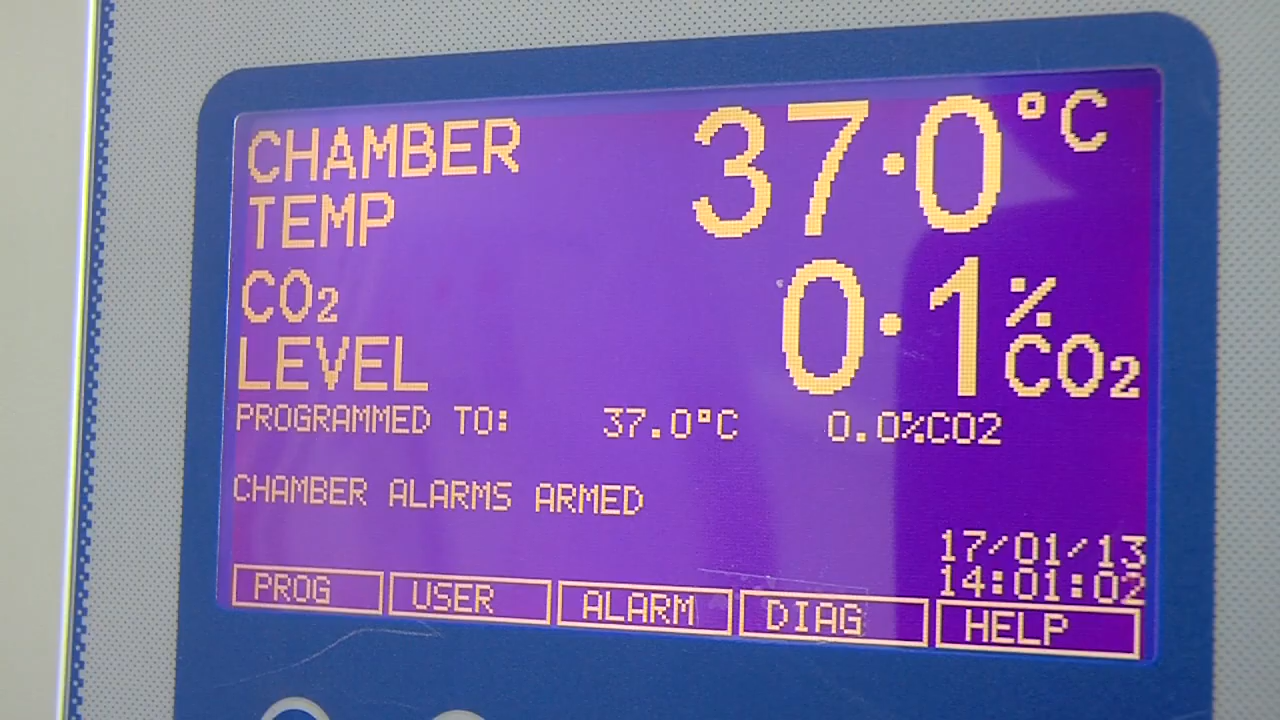 CHAMBER 37.0°C
TEMP
CO2 0.1% CO2
LEVEL
PROGRAMMED TO: 37.0°C 0.0%CO2
CHAMBER ALARMS ARMED
17/01/13
14:01:02
PROG USER ALARM DIAG HELP